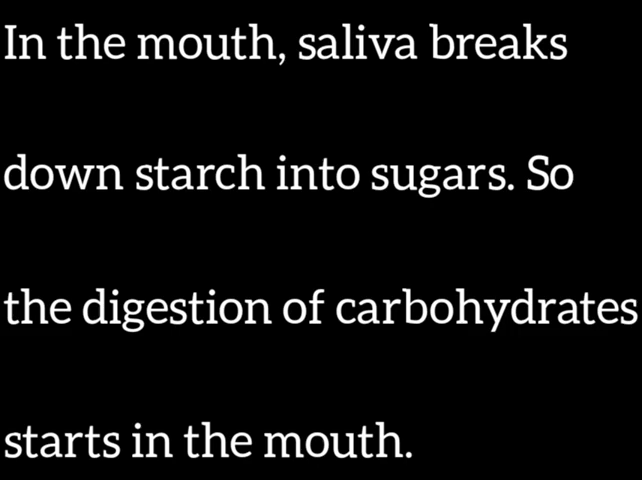 In the mouth, saliva breaks
down starch into sugars. So
the digestion of carbohydrates
starts in the mouth.